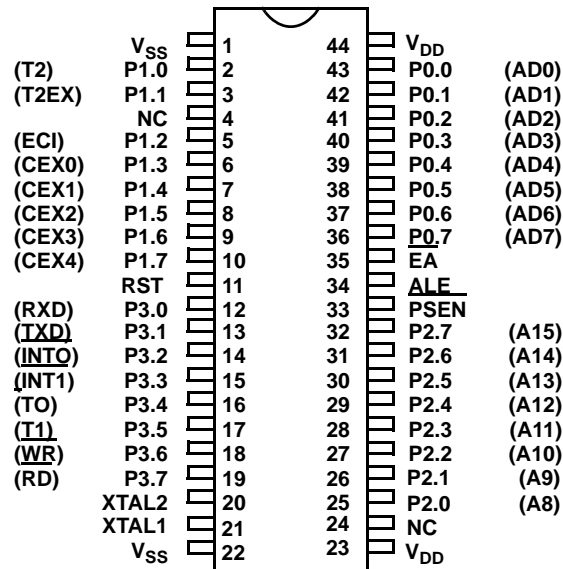 V_SS 1 44 V_DD
(T2) P1.0 2 43 P0.0 (AD0)
(T2EX) P1.1 3 42 P0.1 (AD1)
NC 4 41 P0.2 (AD2)
(ECI) P1.2 5 40 P0.3 (AD3)
(CEX0) P1.3 6 39 P0.4 (AD4)
(CEX1) P1.4 7 38 P0.5 (AD5)
(CEX2) P1.5 8 37 P0.6 (AD6)
(CEX3) P1.6 9 36 P0.7 (AD7)
(CEX4) P1.7 10 35 EA
RST 11 34 ALE
(RXD) P3.0 12 33 PSEN
(TXD) P3.1 13 32 P2.7 (A15)
(INTO) P3.2 14 31 P2.6 (A14)
(INT1) P3.3 15 30 P2.5 (A13)
(TO) P3.4 16 29 P2.4 (A12)
(T1) P3.5 17 28 P2.3 (A11)
(WR) P3.6 18 27 P2.2 (A10)
(RD) P3.7 19 26 P2.1 (A9)
XTAL2 20 25 P2.0 (A8)
XTAL1 21 24 NC
V_SS 22 23 V_DD